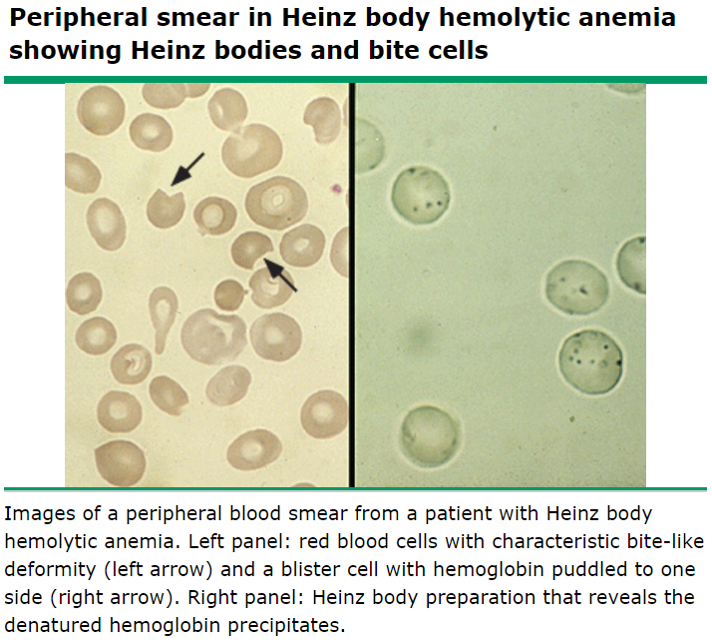 Peripheral smear in Heinz body hemolytic anemia
showing Heinz bodies and bite cells
Images of a peripheral blood smear from a patient with Heinz body
hemolytic anemia. Left panel: red blood cells with characteristic bite-like
deformity (left arrow) and a blister cell with hemoglobin puddled to one
side (right arrow). Right panel: Heinz body preparation that reveals the
denatured hemoglobin precipitates.